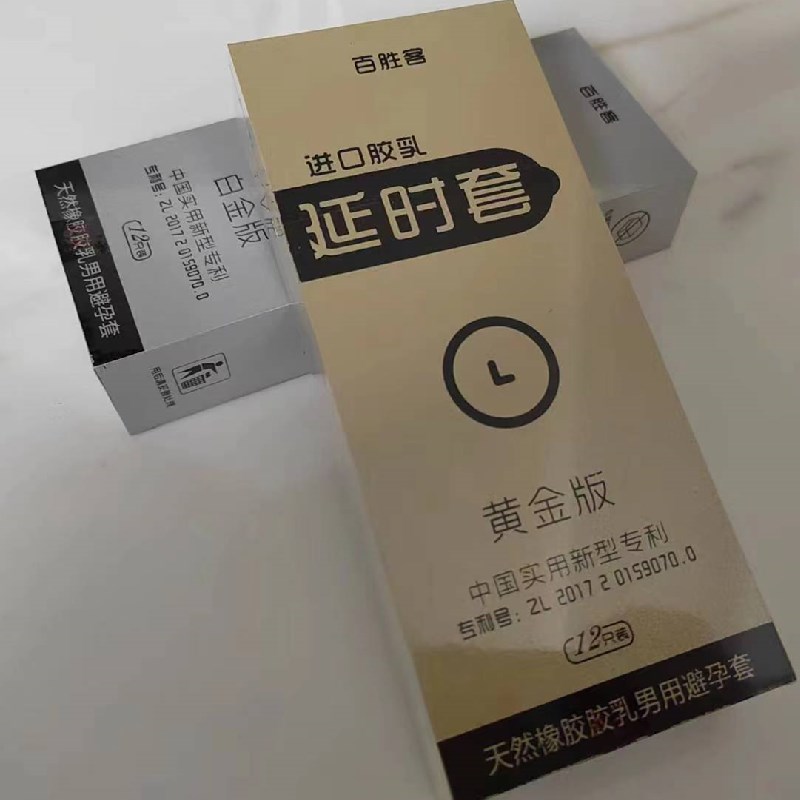 百胜客
进口胶乳
延时套
黄金版
中国实用新型专利
专利号：ZL 2017 2 0159070.0
12只装
天然橡胶胶乳男用避孕套
百胜客
白金版
中国实用新型专利
专利号：ZL 2017 2 0159070.0
12只装
天然橡胶胶乳男用避孕套